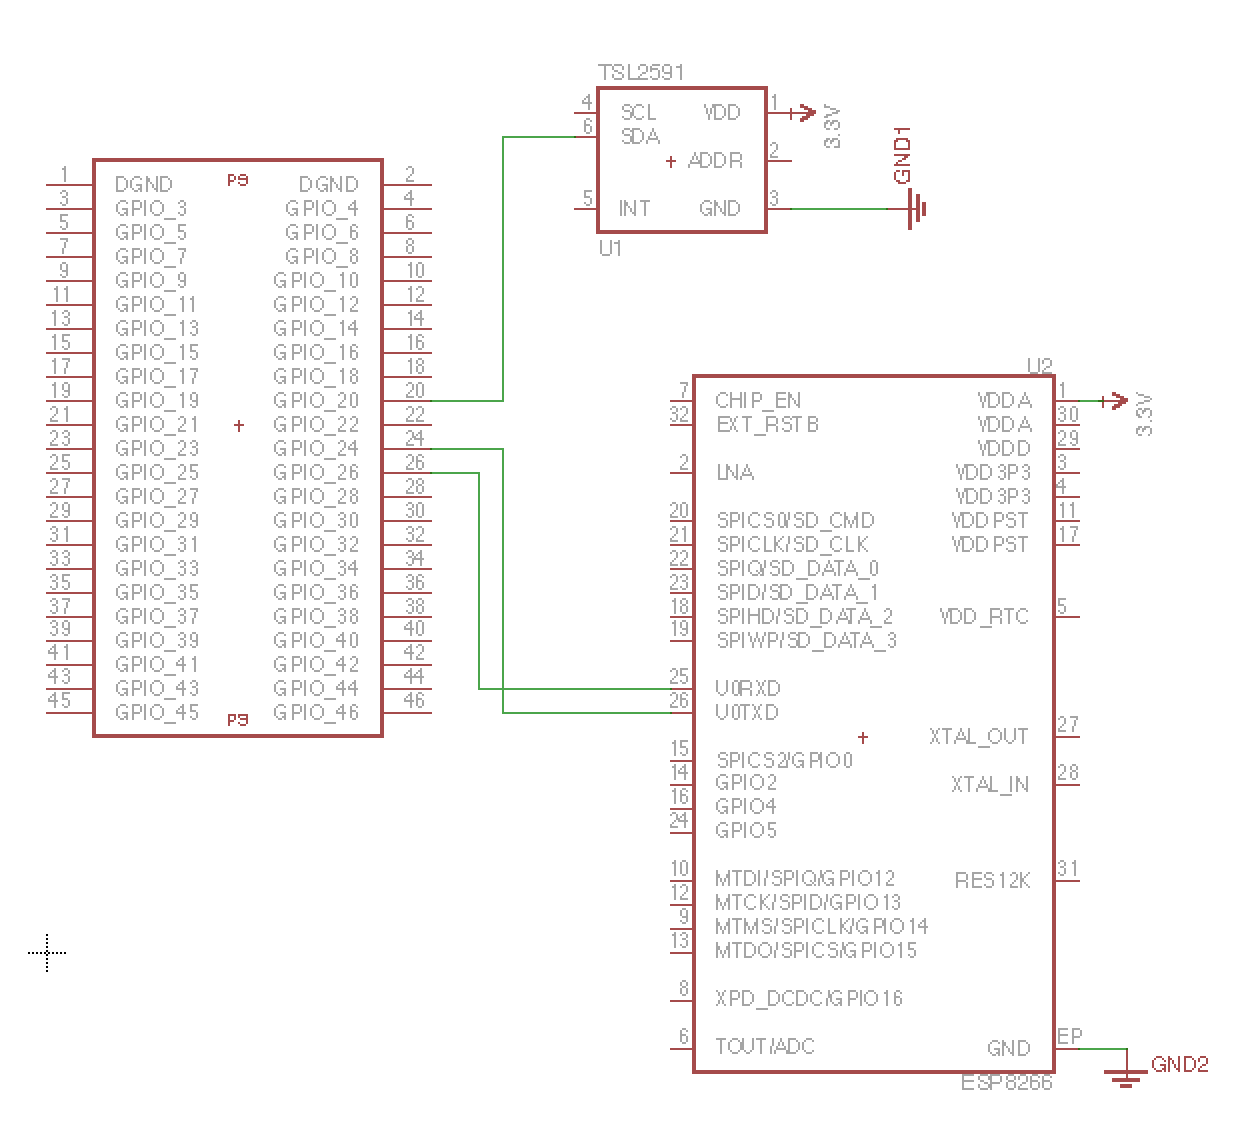 TSL2591
4 SCL VDD 1
6 SDA
3.3V
ADDR 2
5 INT GND 3
GND1
U1
P9
1 DGND DGND 2
3 GPIO_3 GPIO_4 4
5 GPIO_5 GPIO_6 6
7 GPIO_7 GPIO_8 8
9 GPIO_9 GPIO_10 10
11 GPIO_11 GPIO_12 12
13 GPIO_13 GPIO_14 14
15 GPIO_15 GPIO_16 16
17 GPIO_17 GPIO_18 18
19 GPIO_19 GPIO_20 20
21 GPIO_21 GPIO_22 22
23 GPIO_23 GPIO_24 24
25 GPIO_25 GPIO_26 26
27 GPIO_27 GPIO_28 28
29 GPIO_29 GPIO_30 30
31 GPIO_31 GPIO_32 32
33 GPIO_33 GPIO_34 34
35 GPIO_35 GPIO_36 36
37 GPIO_37 GPIO_38 38
39 GPIO_39 GPIO_40 40
41 GPIO_41 GPIO_42 42
43 GPIO_43 GPIO_44 44
45 GPIO_45 GPIO_46 46
P9
U2
7 CHIP_EN VDDA 1
3.3V
32 EXT_RSTB VDDA 30
VDDD 29
2 LNA VDD3P3 3
VDD3P3 4
20 SPICS0/SD_CMD VDDPST 11
21 SPICLK/SD_CLK VDDPST 17
22 SPIQ/SD_DATA_0
23 SPID/SD_DATA_1
18 SPIHD/SD_DATA_2 VDD_RTC 5
19 SPIWP/SD_DATA_3
25 U0RXD
26 U0TXD
XTAL_OUT 27
15 SPICS2/GPIO0
14 GPIO2 XTAL_IN 28
16 GPIO4
24 GPIO5
10 MTDI/SPIQ/GPIO12 RES12K 31
12 MTCK/SPID/GPIO13
9 MTMS/SPICLK/GPIO14
13 MTDO/SPICS/GPIO15
8 XPD_DCDC/GPIO16
6 TOUT/ADC GND EP
GND2
ESP8266